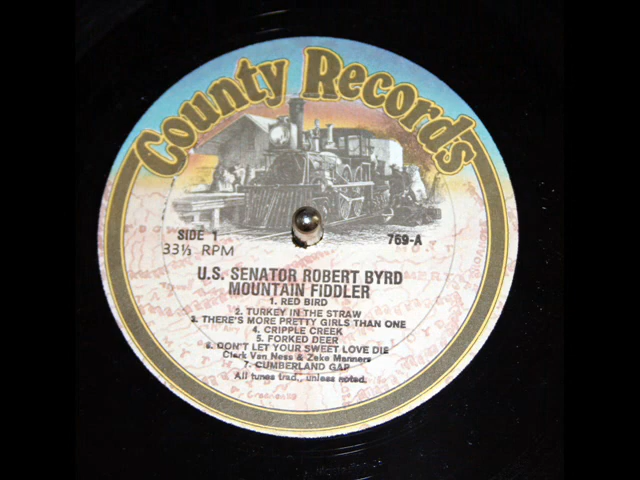 County Records
SIDE 1
33⅓ RPM
769-A
U.S. SENATOR ROBERT BYRD
MOUNTAIN FIDDLER
1. RED BIRD
2. TURKEY IN THE STRAW
3. THERE'S MORE PRETTY GIRLS THAN ONE
4. CRIPPLE CREEK
5. FORKED DEER
6. DON'T LET YOUR SWEET LOVE DIE
Clark Van Ness & Zeke Manners
7. CUMBERLAND GAP
All tunes trad., unless noted.